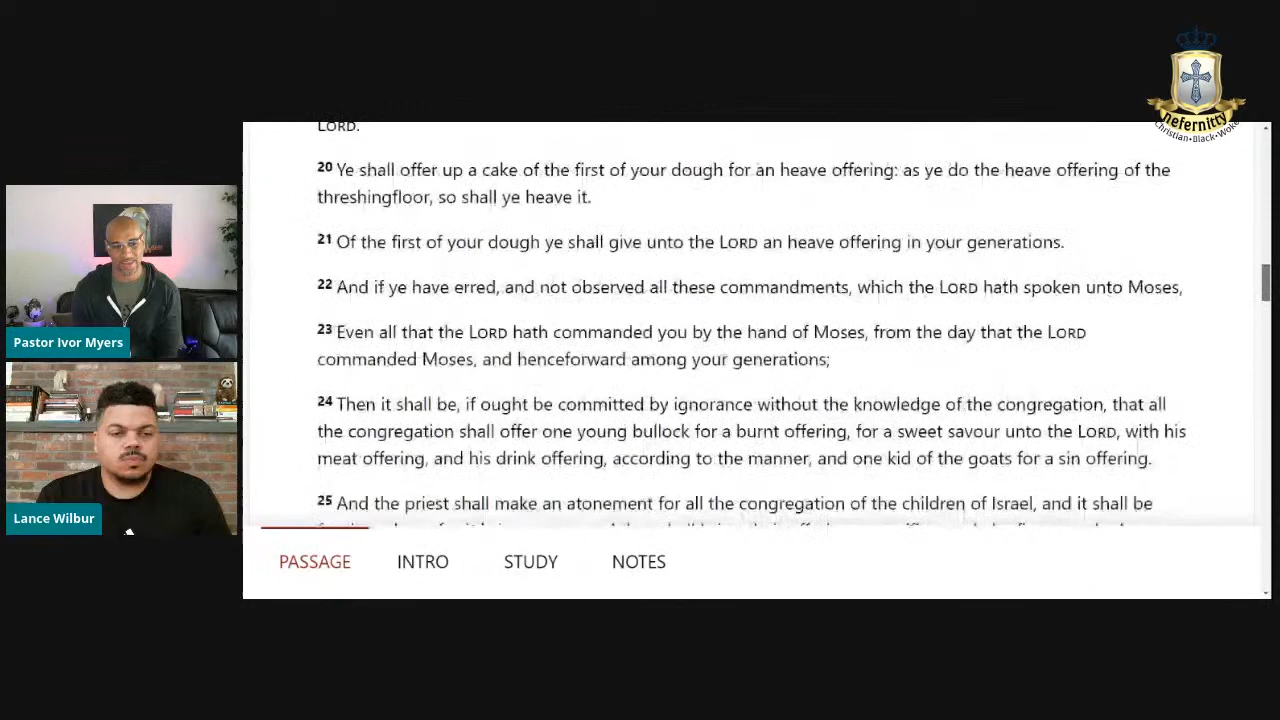 nefernitty
Christian•Black•Woke
LORD.
20 Ye shall offer up a cake of the first of your dough for an heave offering: as ye do the heave offering of the
threshingfloor, so shall ye heave it.
21 Of the first of your dough ye shall give unto the LORD an heave offering in your generations.
22 And if ye have erred, and not observed all these commandments, which the LORD hath spoken unto Moses,
23 Even all that the LORD hath commanded you by the hand of Moses, from the day that the LORD
commanded Moses, and henceforward among your generations;
24 Then it shall be, if ought be committed by ignorance without the knowledge of the congregation, that all
the congregation shall offer one young bullock for a burnt offering, for a sweet savour unto the LORD, with his
meat offering, and his drink offering, according to the manner, and one kid of the goats for a sin offering.
25 And the priest shall make an atonement for all the congregation of the children of Israel, and it shall be
PASSAGE INTRO STUDY NOTES
Pastor Ivor Myers
Lance Wilbur